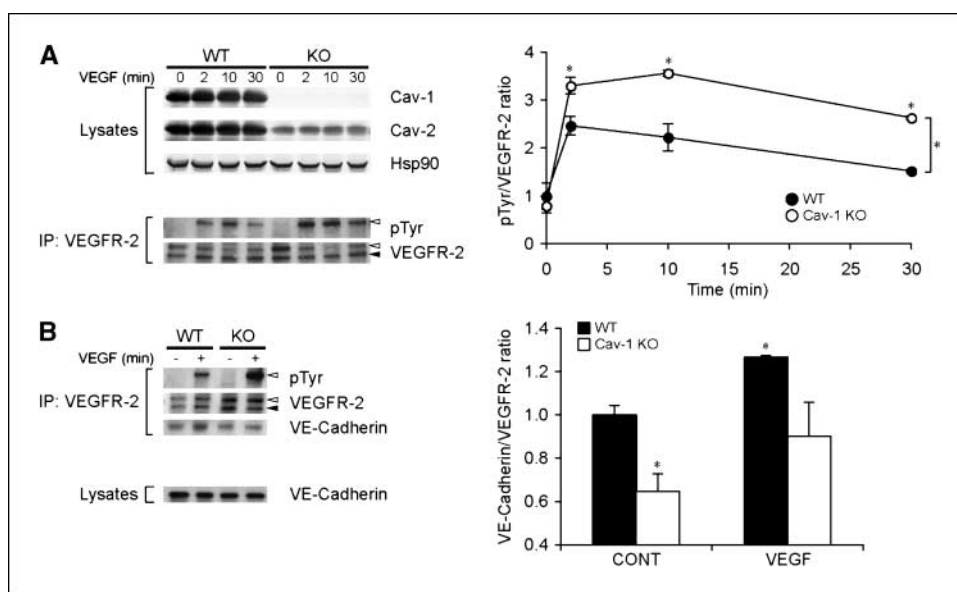 A
WT KO
VEGF (min) 0 2 10 30 0 2 10 30
Lysates
Cav-1
Cav-2
Hsp90
IP: VEGFR-2
pTyr
VEGFR-2
pTyr/VEGFR-2 ratio
4
3
2
1
0
* * * *
WT
Cav-1 KO
0 5 10 15 20 25 30
Time (min)
B
WT KO
VEGF (min) - + - +
IP: VEGFR-2
pTyr
VEGFR-2
VE-Cadherin
Lysates
VE-Cadherin
VE-Cadherin/VEGFR-2 ratio
1.4
1.2
1.0
0.8
0.6
0.4
WT
Cav-1 KO
* *
CONT VEGF